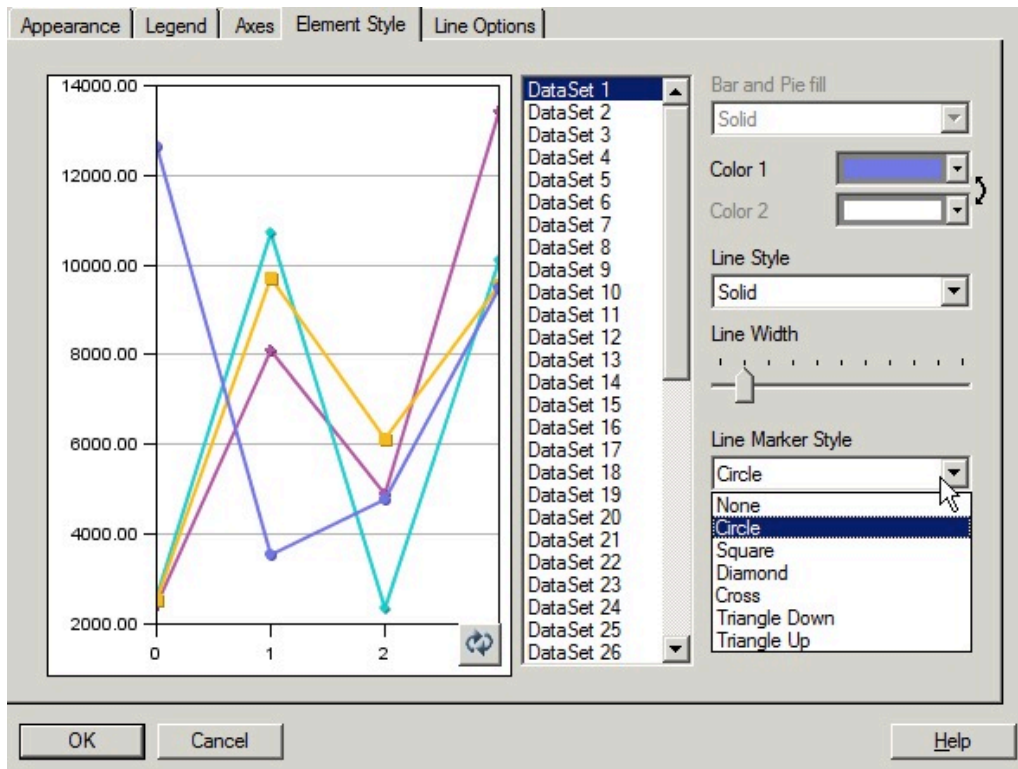 Appearance Legend Axes Element Style Line Options
14000.00
12000.00
10000.00
8000.00
6000.00
4000.00
2000.00
0 1 2
DataSet 1
DataSet 2
DataSet 3
DataSet 4
DataSet 5
DataSet 6
DataSet 7
DataSet 8
DataSet 9
DataSet 10
DataSet 11
DataSet 12
DataSet 13
DataSet 14
DataSet 15
DataSet 16
DataSet 17
DataSet 18
DataSet 19
DataSet 20
DataSet 21
DataSet 22
DataSet 23
DataSet 24
DataSet 25
DataSet 26
Bar and Pie fill
Solid
Color 1
Color 2
Line Style
Solid
Line Width
Line Marker Style
Circle
None
Circle
Square
Diamond
Cross
Triangle Down
Triangle Up
OK Cancel Help